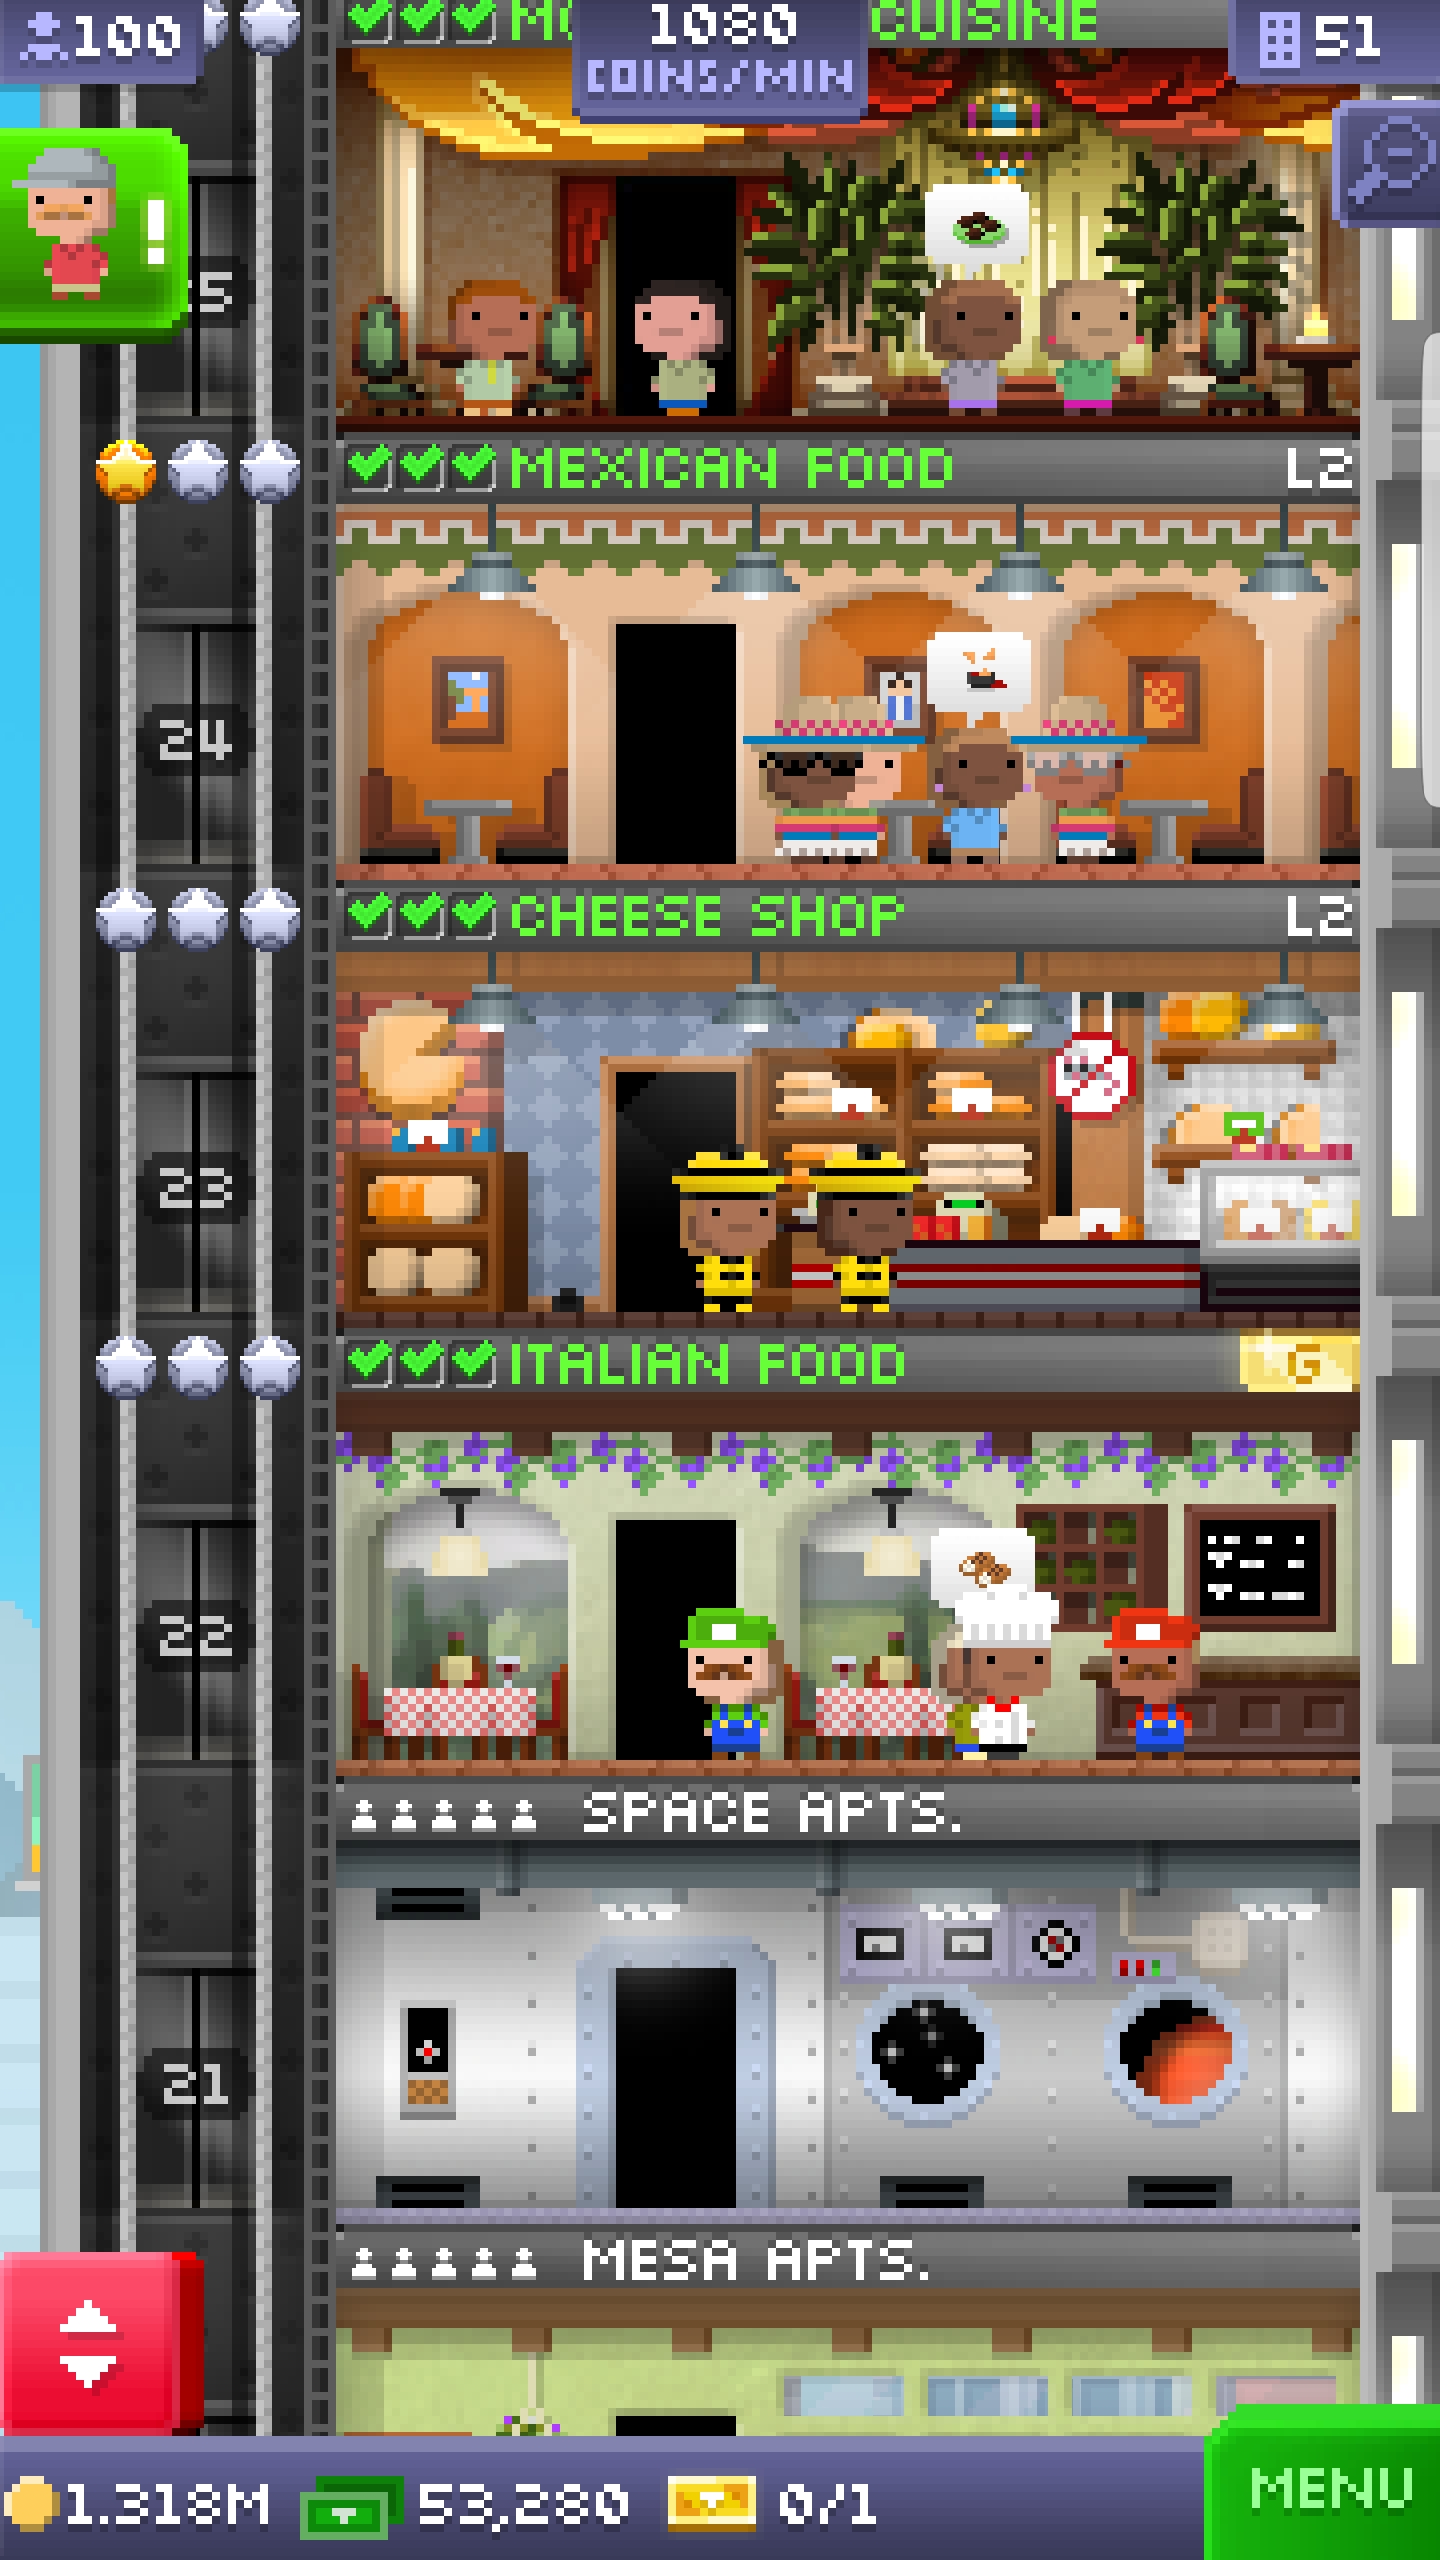 100
1080
COINS/MIN
51
CUISINE
!
MEXICAN FOOD L2
24
CHEESE SHOP L2
23
ITALIAN FOOD G
22
SPACE APTS.
21
MESA APTS.
1.318M 53,280 0/1
MENU